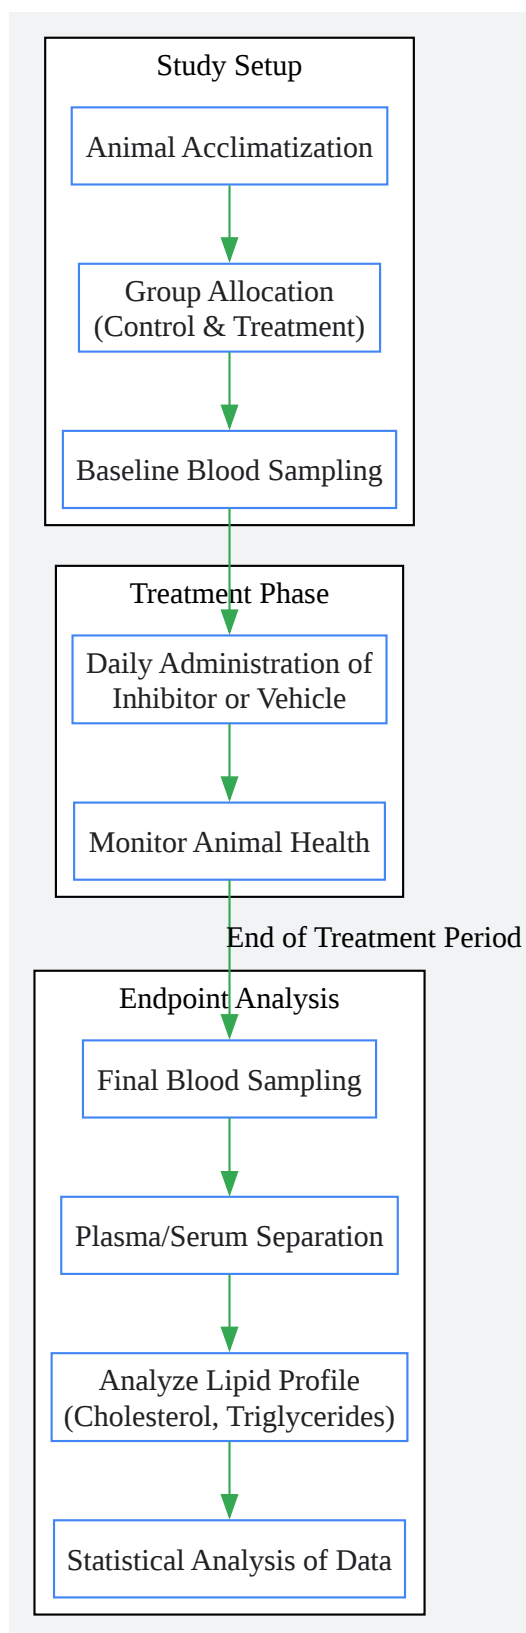 Study Setup
Animal Acclimatization
Group Allocation
(Control & Treatment)
Baseline Blood Sampling
Treatment Phase
Daily Administration of
Inhibitor or Vehicle
Monitor Animal Health
End of Treatment Period
Endpoint Analysis
Final Blood Sampling
Plasma/Serum Separation
Analyze Lipid Profile
(Cholesterol, Triglycerides)
Statistical Analysis of Data